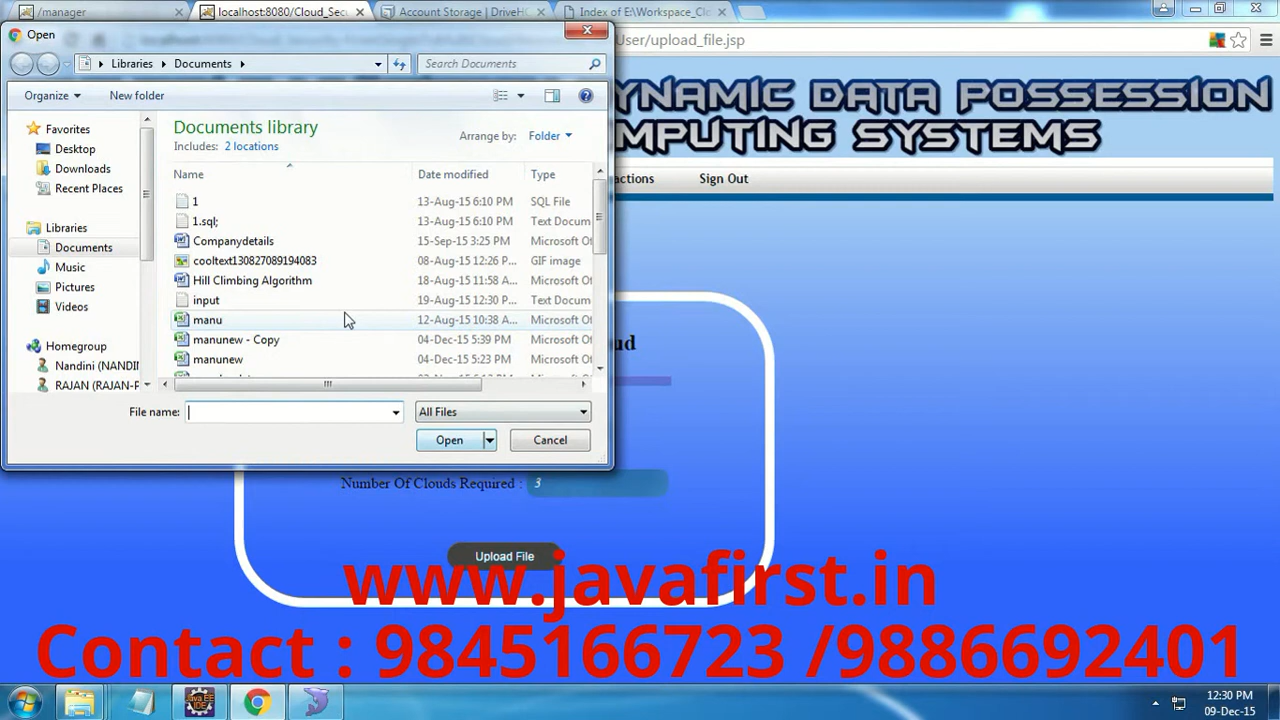 /manager
localhost:8080/Cloud_Secu
Account Storage | DriveHQ
Index of E:\Workspace_Clo
Open
User/upload_file.jsp
Libraries
Documents
Search Documents
Organize
New folder
YNAMIC DATA POSSESSION
OMPUTING SYSTEMS
actions
Sign Out
Favorites
Desktop
Downloads
Recent Places
Libraries
Documents
Music
Pictures
Videos
Homegroup
Nandini (NANDINI
RAJAN (RAJAN-P
Documents library
Includes: 2 locations
Arrange by: Folder
Name Date modified Type
1 13-Aug-15 6:10 PM SQL File
1.sql; 13-Aug-15 6:10 PM Text Docum
Companydetails 15-Sep-15 3:25 PM Microsoft Of
cooltext130827089194083 08-Aug-15 12:26 P... GIF image
Hill Climbing Algorithm 18-Aug-15 11:58 A... Microsoft Of
input 19-Aug-15 12:30 P... Text Docum
manu 12-Aug-15 10:38 A... Microsoft Of
manunew - Copy 04-Dec-15 5:39 PM Microsoft Of
manunew 04-Dec-15 5:23 PM Microsoft Of
File name:
All Files
Open
Cancel
ud
Number Of Clouds Required : 3
Upload File
www.javafirst.in
Contact : 9845166723 /9886692401
Java EE
IDE
12:30 PM
09-Dec-15